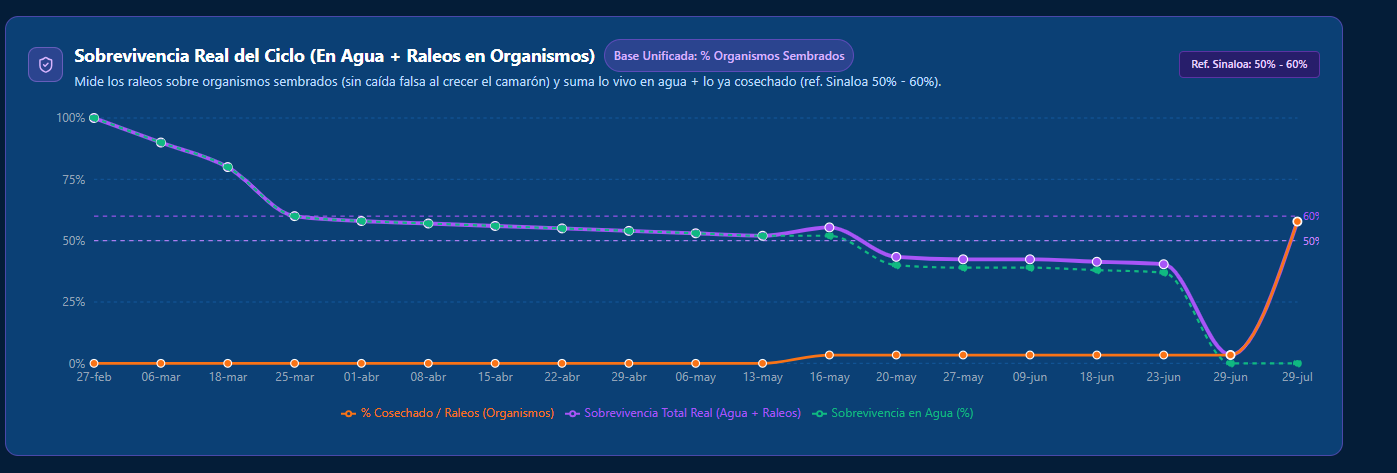 Sobrevivencia Real del Ciclo (En Agua + Raleos en Organismos) Base Unificada: % Organismos Sembrados
Mide los raleos sobre organismos sembrados (sin caída falsa al crecer el camarón) y suma lo vivo en agua + lo ya cosechado (ref. Sinaloa 50% - 60%).
Ref. Sinaloa: 50% - 60%
100%
75%
60%
50%
50%
25%
0%
27-feb 06-mar 18-mar 25-mar 01-abr 08-abr 15-abr 22-abr 29-abr 06-may 13-may 16-may 20-may 27-may 09-jun 18-jun 23-jun 29-jun 29-jul
% Cosechado / Raleos (Organismos) Sobrevivencia Total Real (Agua + Raleos) Sobrevivencia en Agua (%)